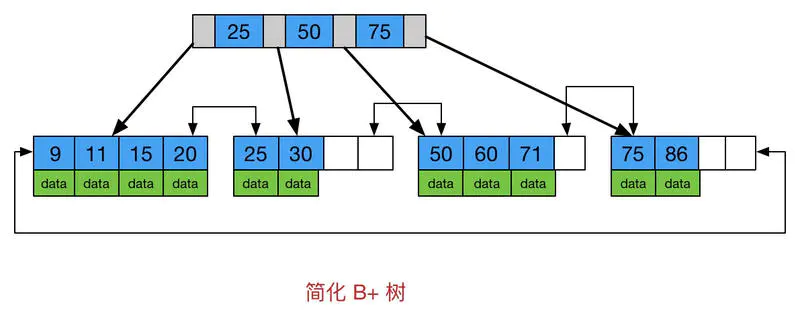 25 50 75
9 11 15 20 25 30 50 60 71 75 86
data data data data data data data data data data data
简化 B+ 树